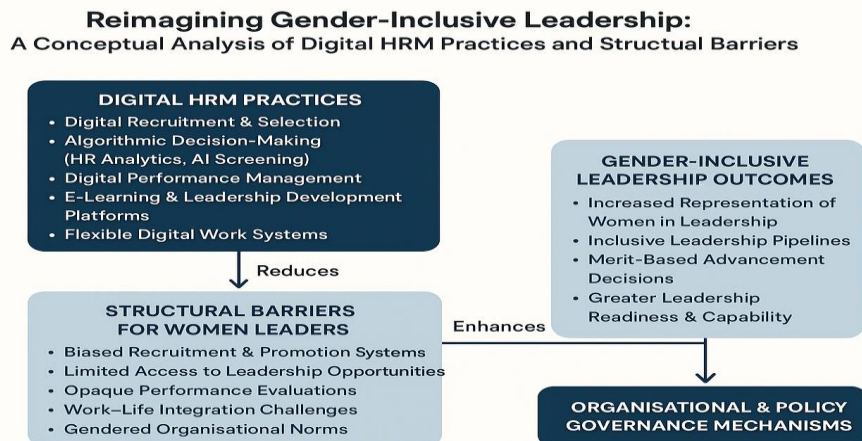 Reimagining Gender-Inclusive Leadership:
A Conceptual Analysis of Digital HRM Practices and Structual Barriers
DIGITAL HRM PRACTICES
• Digital Recruitment & Selection
• Algorithmic Decision-Making
(HR Analytics, AI Screening)
• Digital Performance Management
• E-Learning & Leadership Development
Platforms
• Flexible Digital Work Systems
Reduces
STRUCTURAL BARRIERS
FOR WOMEN LEADERS
• Biased Recruitment & Promotion Systems
• Limited Access to Leadership Opportunities
• Opaque Performance Evaluations
• Work–Life Integration Challenges
• Gendered Organisational Norms
Enhances
GENDER-INCLUSIVE
LEADERSHIP OUTCOMES
• Increased Representation of
Women in Leadership
• Inclusive Leadership Pipelines
• Merit-Based Advancement
Decisions
• Greater Leadership
Readiness & Capability
ORGANISATIONAL & POLICY
GOVERNANCE MECHANISMS